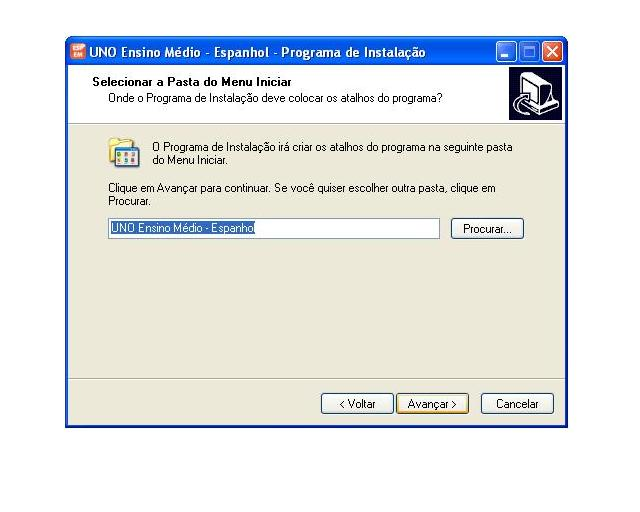 ESP
EM
UNO Ensino Médio - Espanhol - Programa de Instalação
Selecionar a Pasta do Menu Iniciar
Onde o Programa de Instalação deve colocar os atalhos do programa?
O Programa de Instalação irá criar os atalhos do programa na seguinte pasta
do Menu Iniciar.
Clique em Avançar para continuar. Se você quiser escolher outra pasta, clique em
Procurar.
UNO Ensino Médio - Espanhol
Procurar...
< Voltar
Avançar >
Cancelar